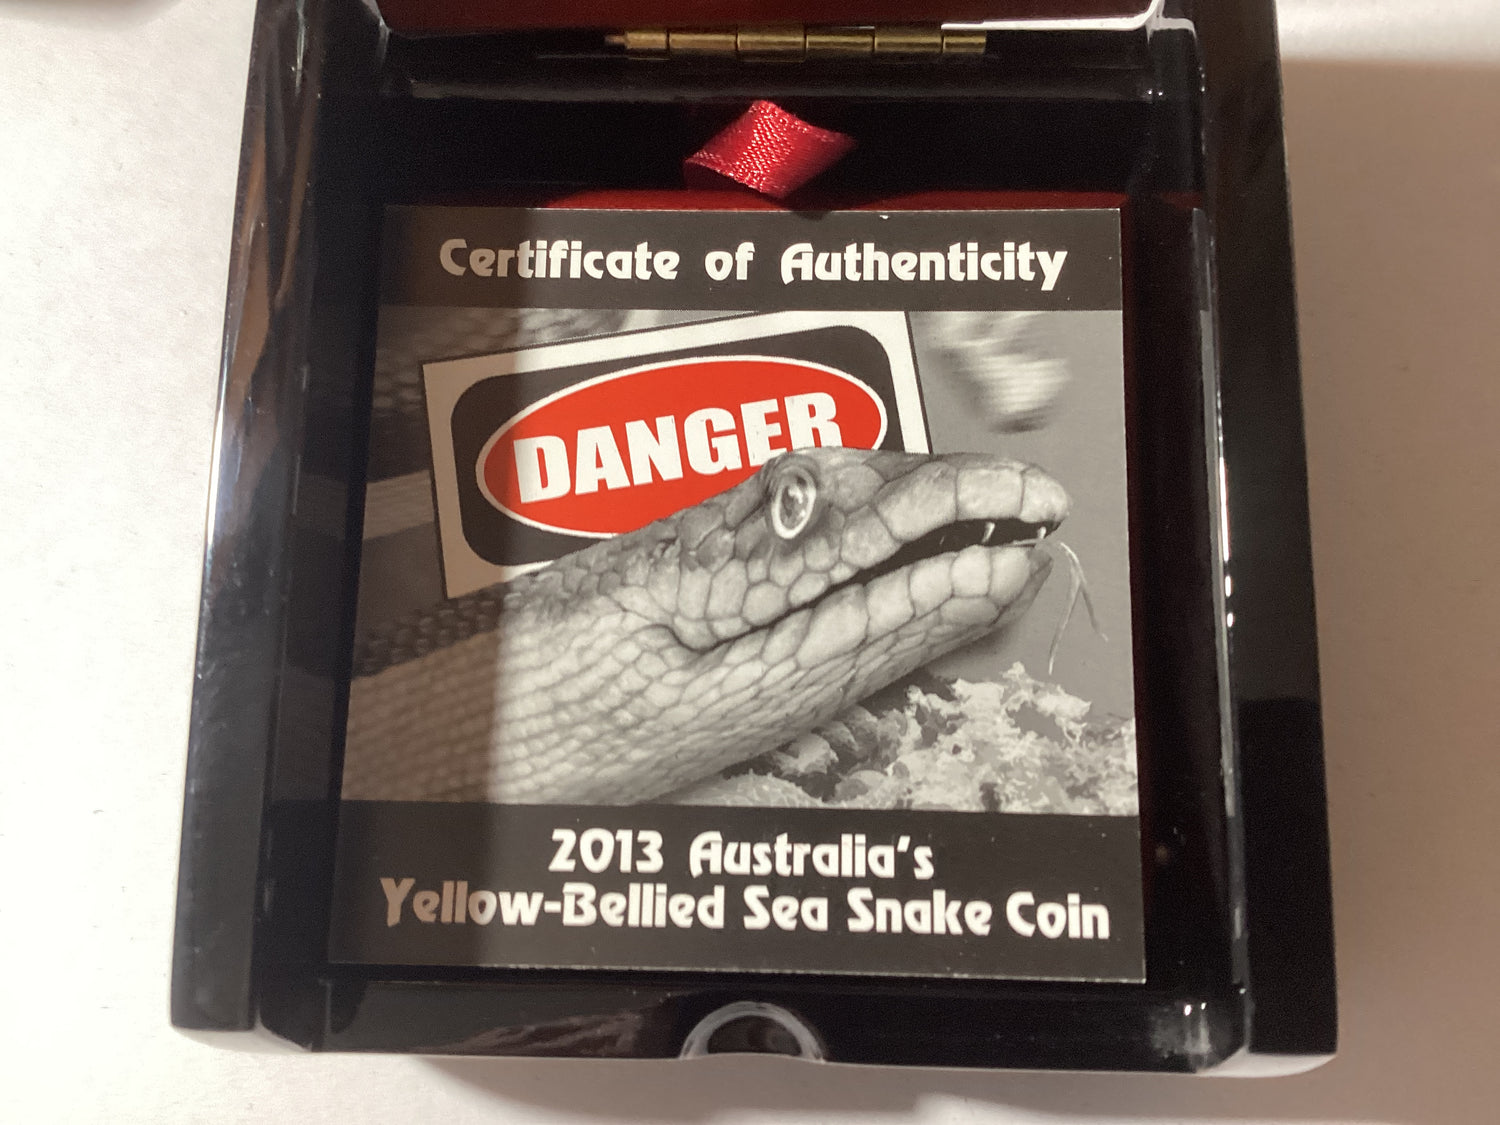 Certificate of Authenticity
DANGER
2013 Australia's
Yellow-Bellied Sea Snake Coin